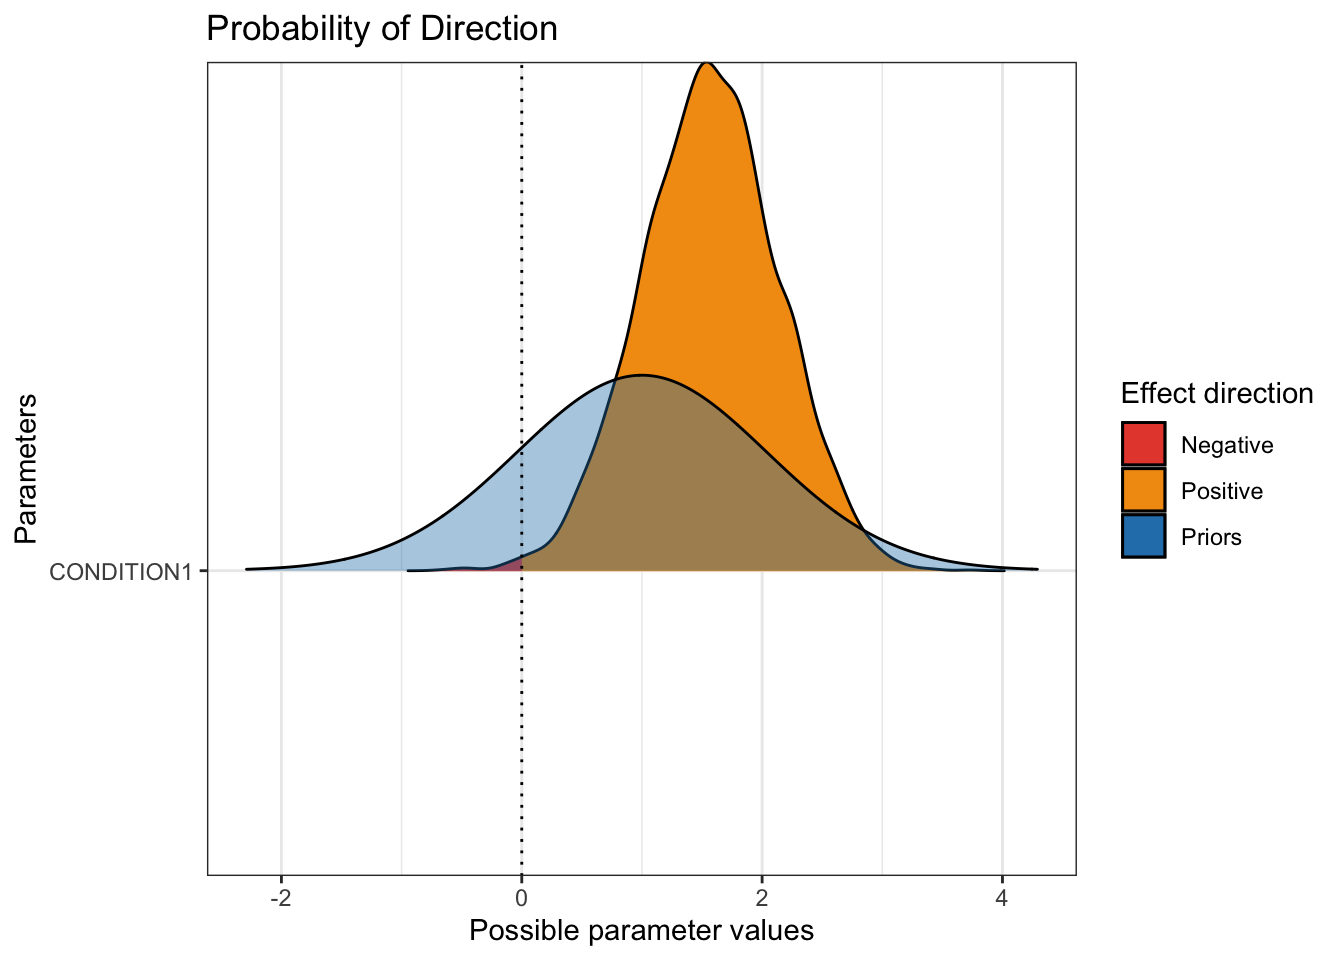 Probability of Direction
Parameters
CONDITION1
-2 0 2 4
Possible parameter values
Effect direction
Negative
Positive
Priors